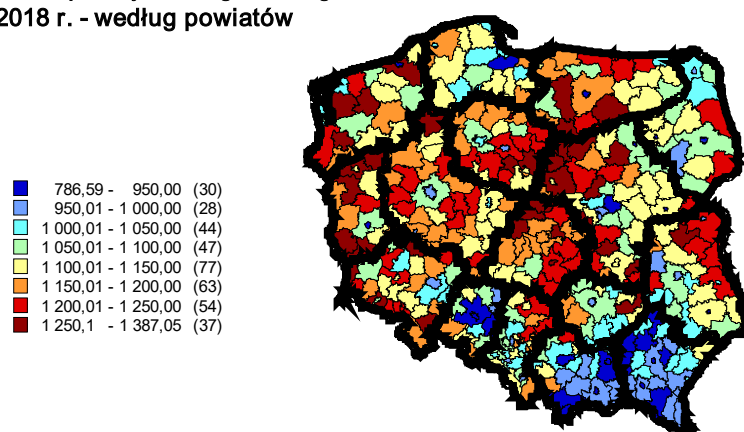 2018 r. - według powiatów
786,59 - 950,00 (30)
950,01 - 1 000,00 (28)
1 000,01 - 1 050,00 (44)
1 050,01 - 1 100,00 (47)
1 100,01 - 1 150,00 (77)
1 150,01 - 1 200,00 (63)
1 200,01 - 1 250,00 (54)
1 250,1 - 1 387,05 (37)